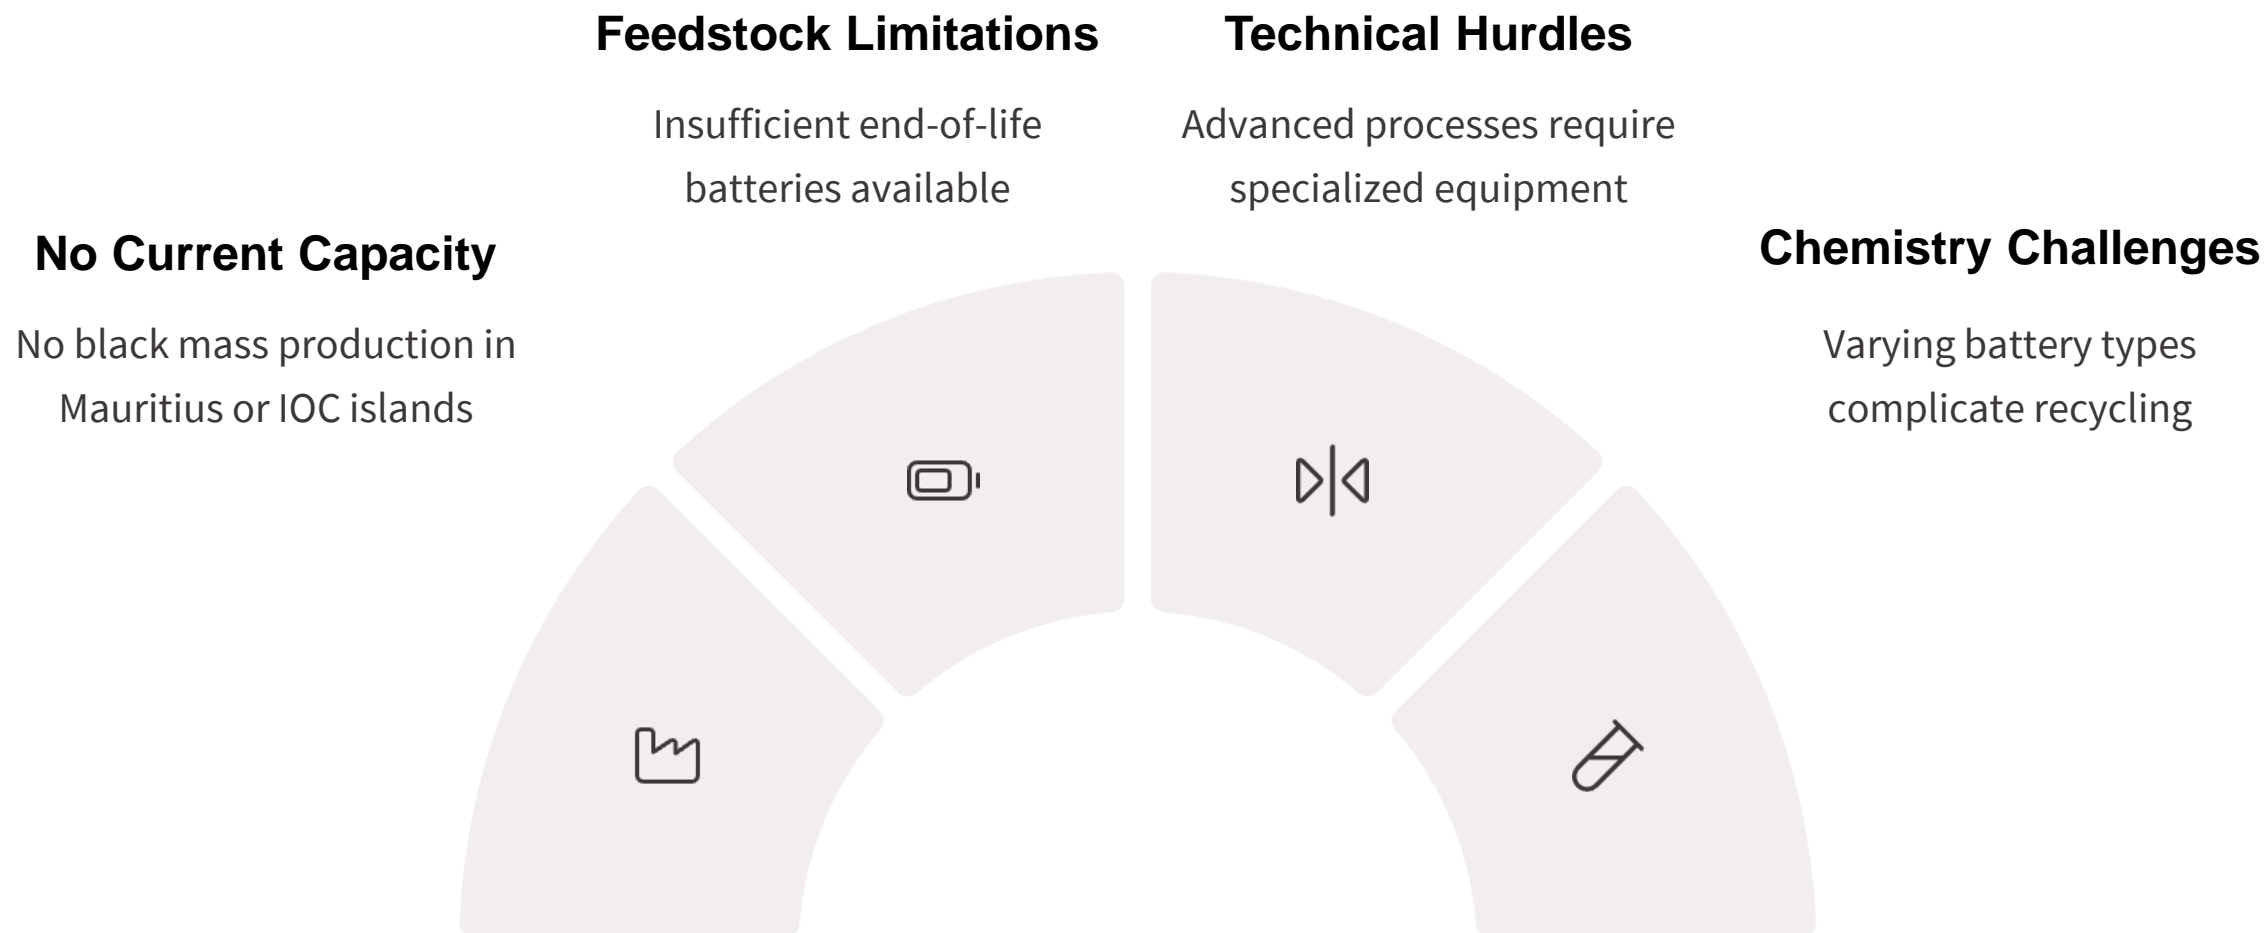 No Current Capacity
No black mass production in
Mauritius or IOC islands
Feedstock Limitations
Insufficient end-of-life
batteries available
Technical Hurdles
Advanced processes require
specialized equipment
Chemistry Challenges
Varying battery types
complicate recycling